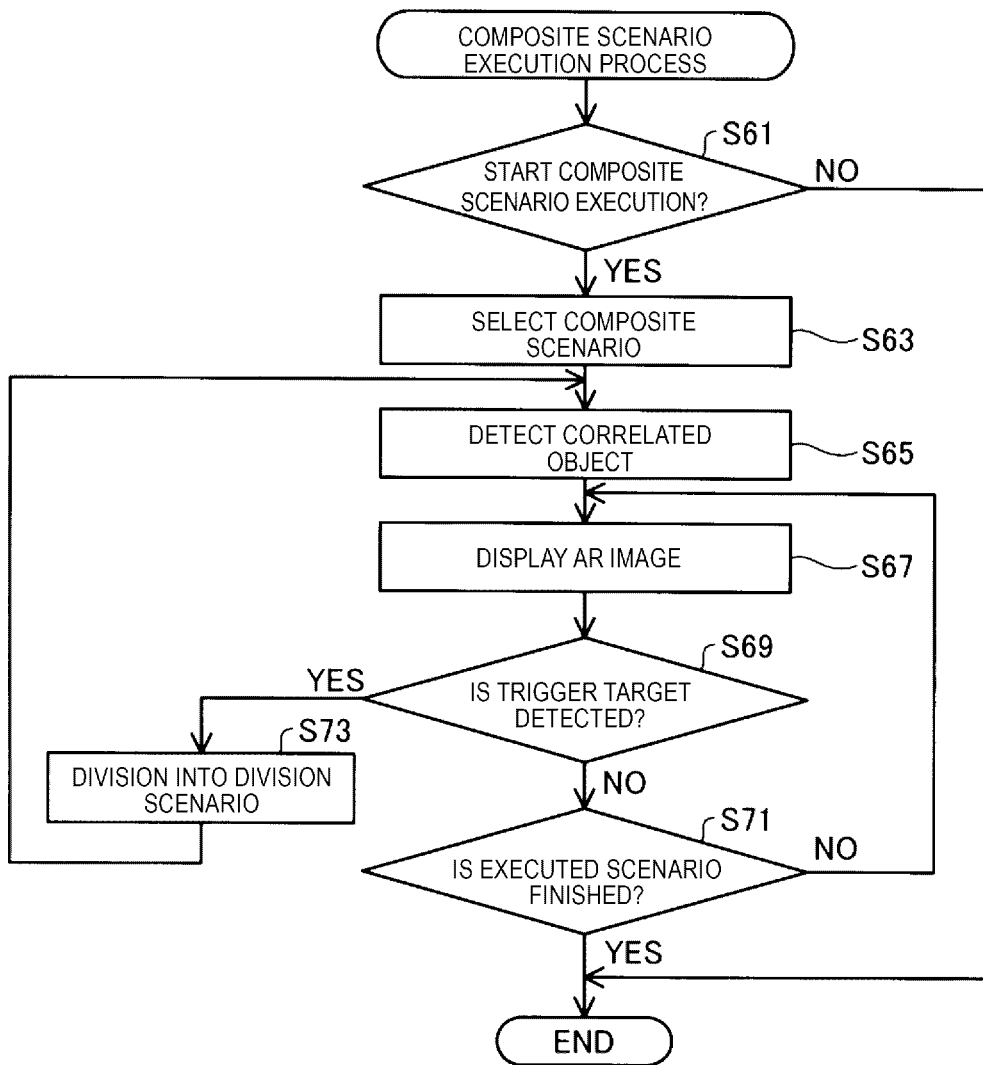 COMPOSITE SCENARIO
EXECUTION PROCESS
S61
START COMPOSITE
SCENARIO EXECUTION?
NO
YES
SELECT COMPOSITE
SCENARIO
S63
DETECT CORRELATED
OBJECT
S65
DISPLAY AR IMAGE
S67
S69
YES
IS TRIGGER TARGET
DETECTED?
S73
DIVISION INTO DIVISION
SCENARIO
NO
S71
IS EXECUTED SCENARIO
FINISHED?
NO
YES
END